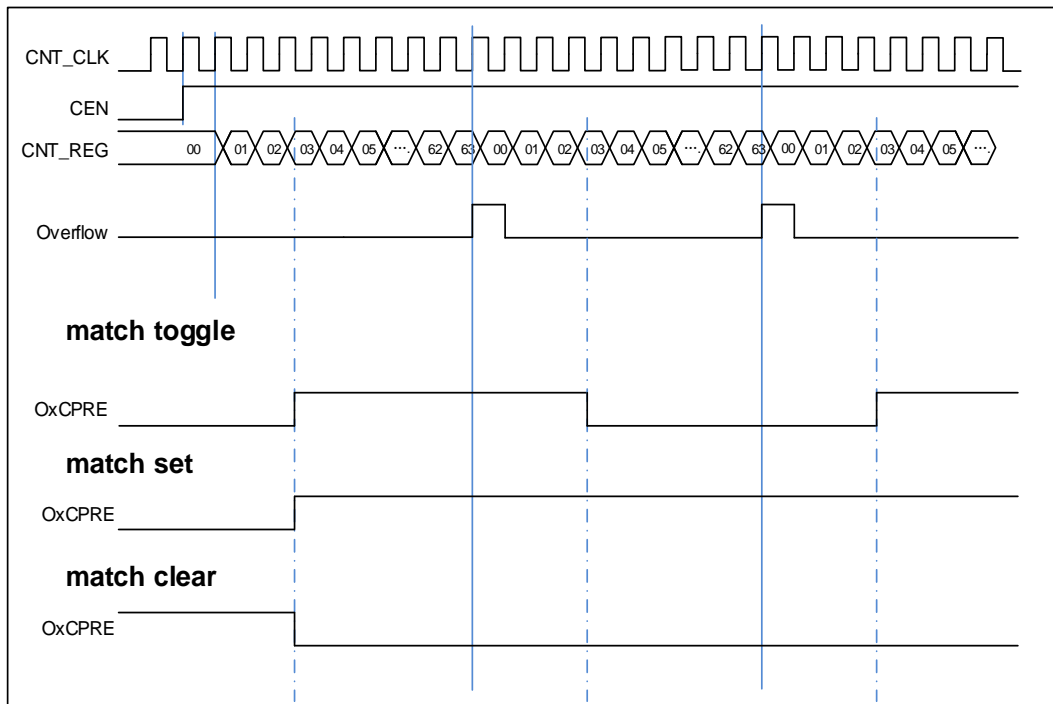 CNT_CLK
CEN
CNT_REG 00 01 02 03 04 05 ···. 62 63 00 01 02 03 04 05 ···. 62 63 00 01 02 03 04 05 ···.
Overflow
match toggle
OxCPRE
match set
OxCPRE
match clear
OxCPRE